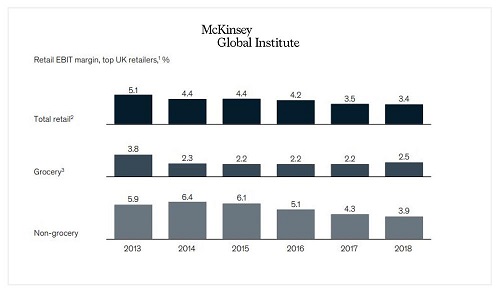 McKinsey
Global Institute
Retail EBIT margin, top UK retailers,¹ %
5.1 4.4 4.4 4.2 3.5 3.4
Total retail²
3.8 2.3 2.2 2.2 2.2 2.5
Grocery³
5.9 6.4 6.1 5.1 4.3 3.9
Non-grocery
2013 2014 2015 2016 2017 2018